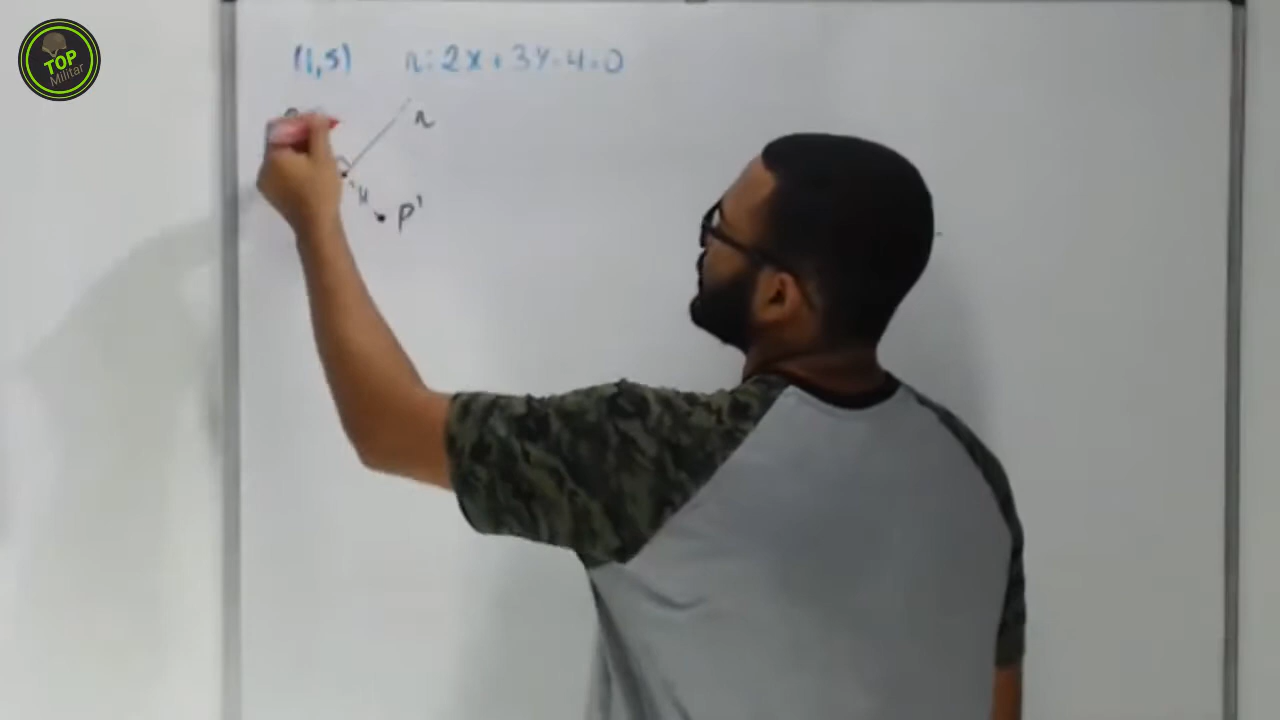 TOP
Militar
(1,5) r: 2x + 3y - 4 = 0
r
M
P'